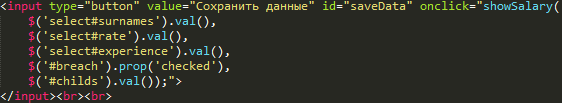 <input type="button" value="Сохранить данные" id="saveData" onclick="showSalary(
$('select#surnames').val(),
$('select#rate').val(),
$('select#experience').val(),
$('#breach').prop('checked'),
$('#childs').val());">
</input><br><br>